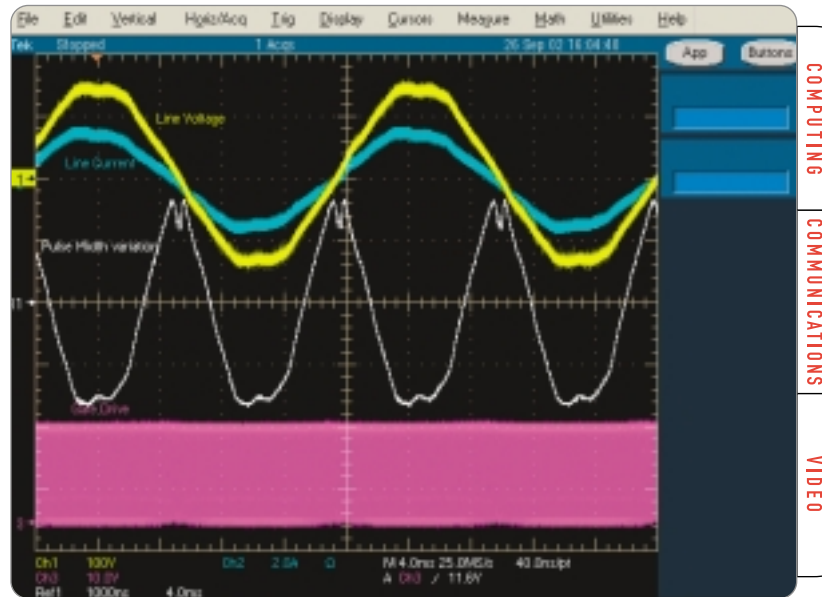 File Edit Vertical Horiz/Acq Trig Display Cursors Measure Math Utilities Help
Tek Stopped 1 Acqs 26 Sep 02 16:04:48
App Buttons
Line Voltage
Line Current
Pulse Width variation
Gate Drive
Ch1 100V Ch2 2.0A Ω M 4.0ms 25.0MS/s 40.0ns/pt
Ch3 10.0V A Ch3 / 11.6V
Ref1 1000ns 4.0ms
COMPUTING
COMMUNICATIONS
VIDEO